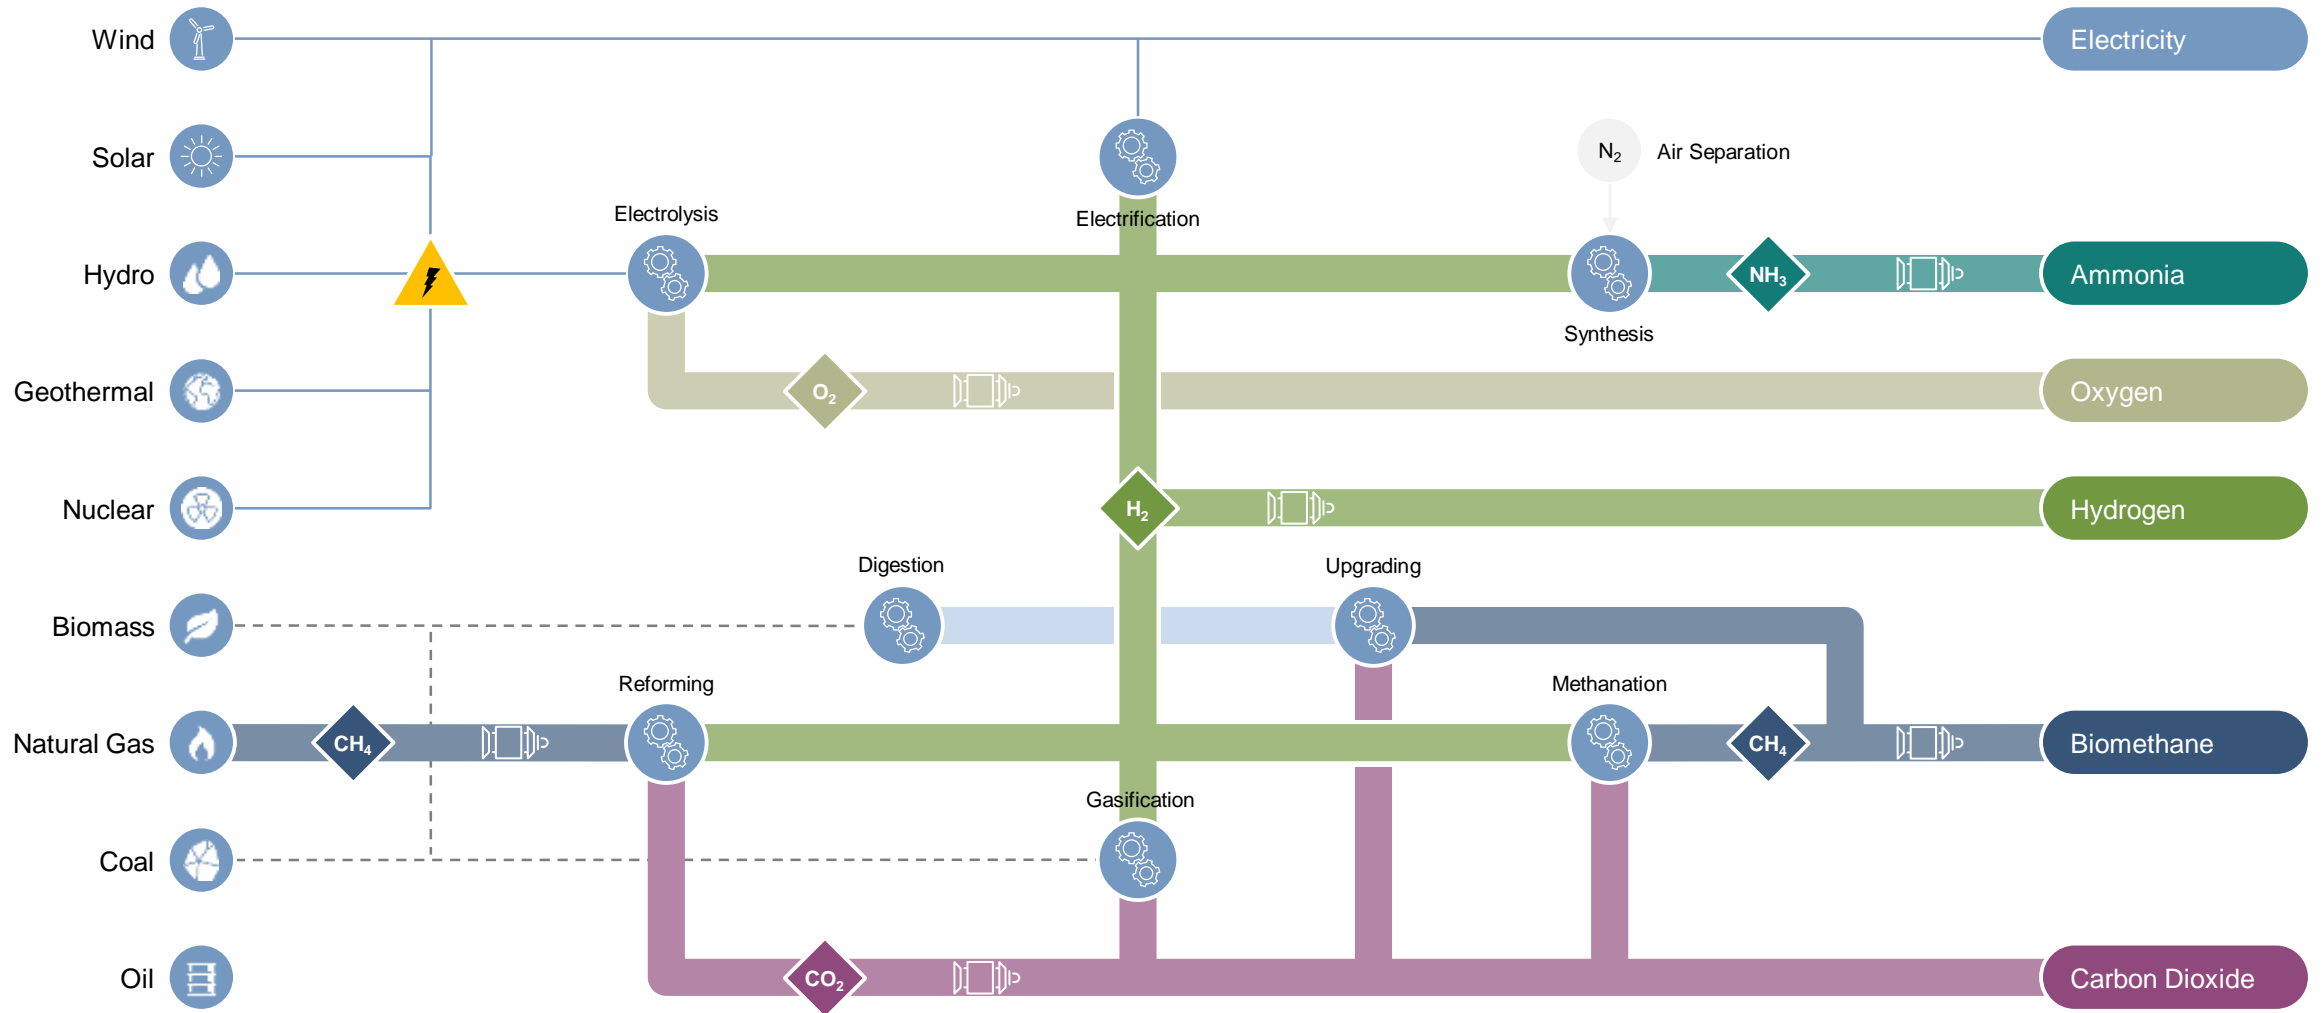 Wind
Electricity
Solar
N₂
Air Separation
Electrolysis
Electrification
Hydro
NH₃
Ammonia
Synthesis
Geothermal
O₂
Oxygen
Nuclear
H₂
Hydrogen
Digestion
Upgrading
Biomass
Reforming
Methanation
Natural Gas
CH₄
CH₄
Biomethane
Gasification
Coal
Oil
CO₂
Carbon Dioxide